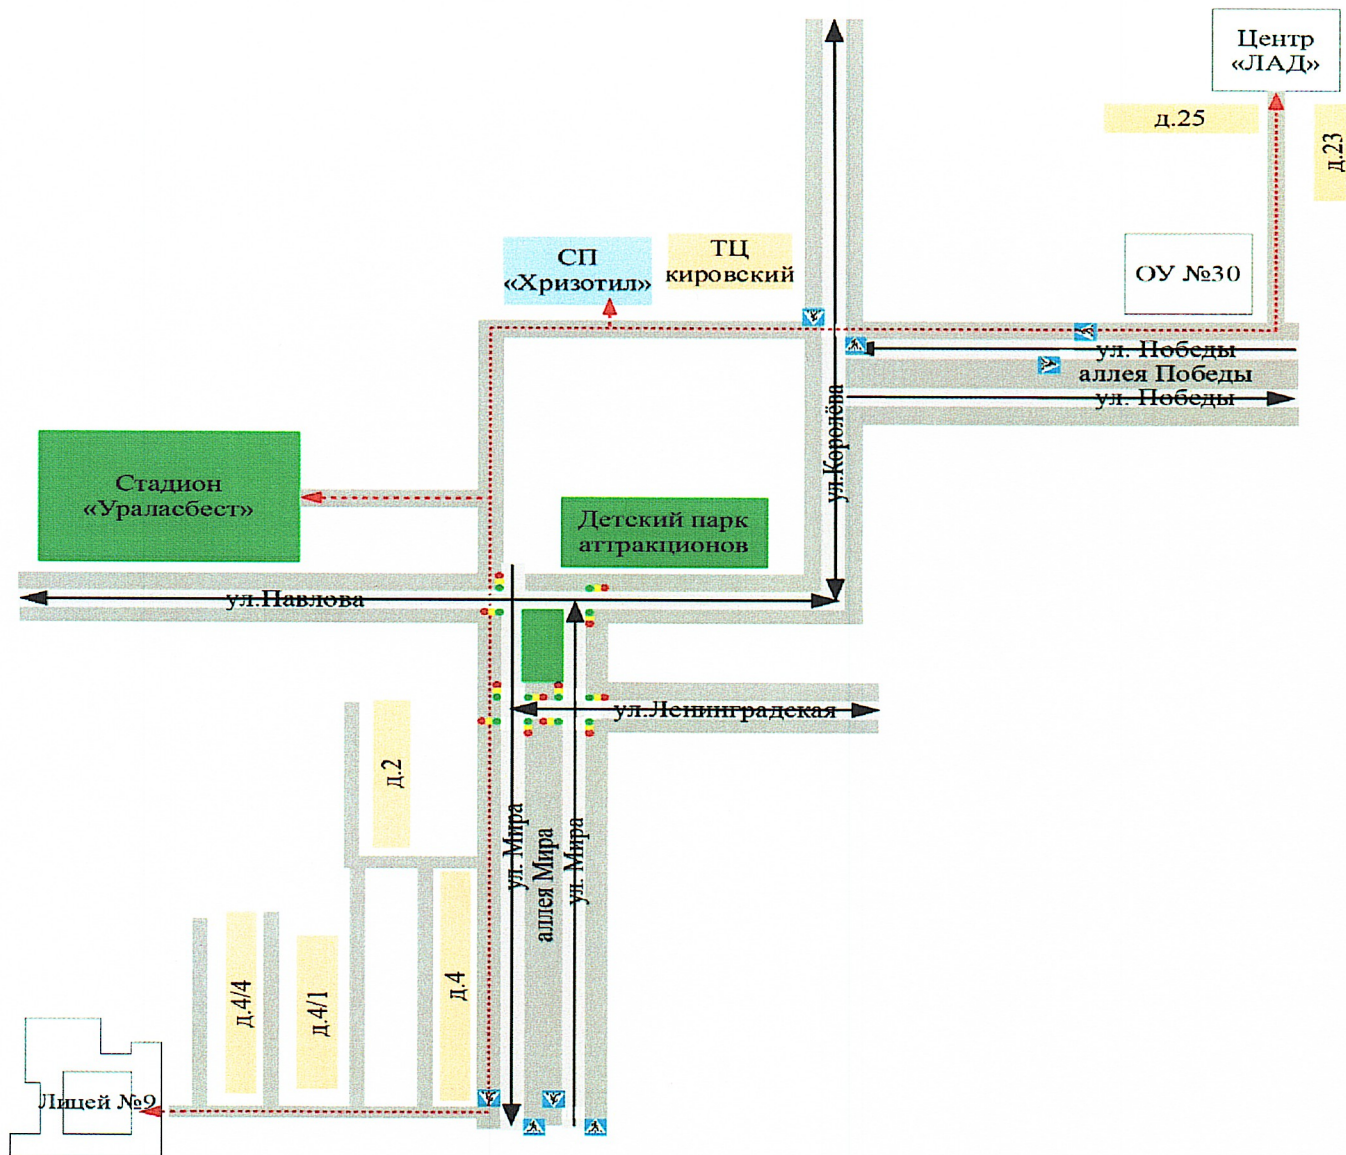 Центр
«ЛАД»
д.25
д.23
СП
«Хризотил»
ТЦ
кировский
ОУ №30
ул. Победы
аллея Победы
ул. Победы
ул.Королёва
Стадион
«Ураласбест»
Детский парк
аттракционов
ул.Павлова
ул.Ленинградская
д.2
ул. Мира
аллея Мира
ул. Мира
д.4/4
д.4/1
д.4
Лицей №9